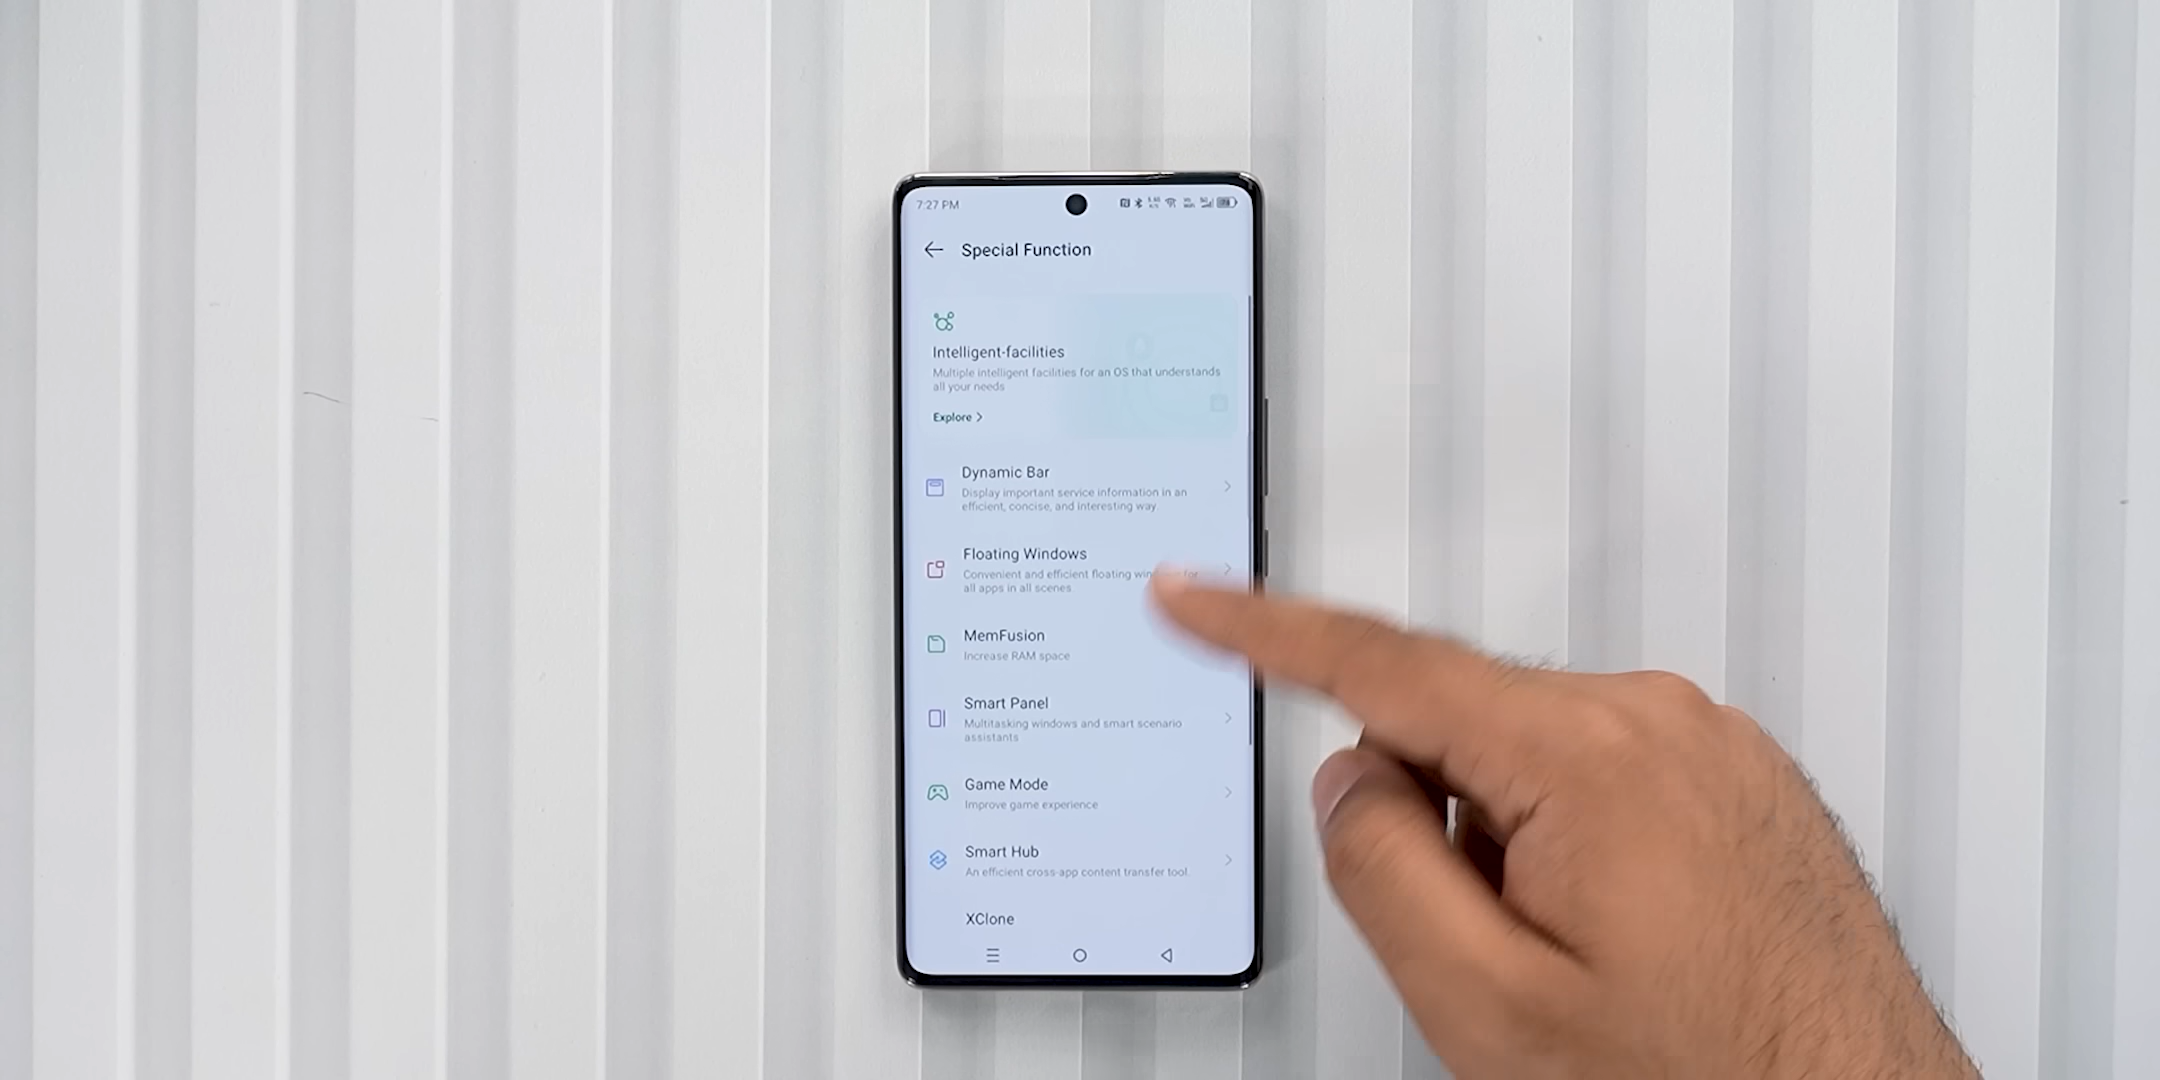 7:27 PM
Special Function
Intelligent-facilities
Multiple intelligent facilities for an OS that understands
all your needs
Explore >
Dynamic Bar
Display important service information in an
efficient, concise, and interesting way
Floating Windows
Convenient and efficient floating windows for
all apps in all scenes
MemFusion
Increase RAM space
Smart Panel
Multitasking windows and smart scenario
assistants
Game Mode
Improve game experience
Smart Hub
An efficient cross-app content transfer tool.
XClone